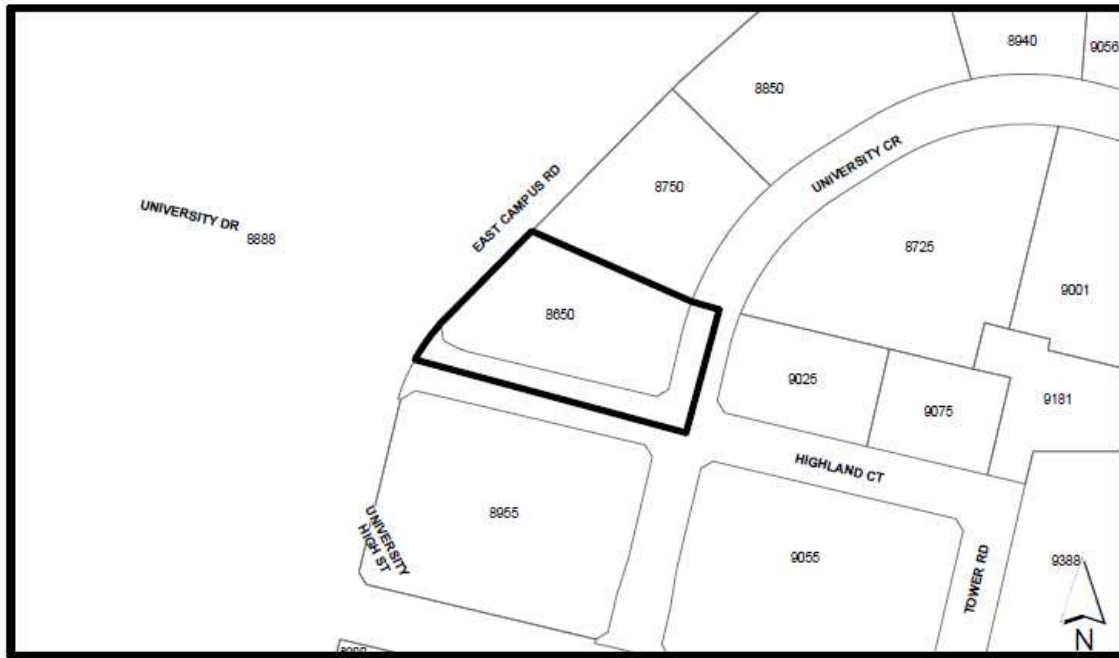 8940
9056
8850
UNIVERSITY CR
EAST CAMPUS RD
8750
UNIVERSITY DR
8888
8725
9001
8650
9025
9075
9181
HIGHLAND CT
8955
UNIVERSITY
HIGH ST
9055
TOWER RD
9388
N